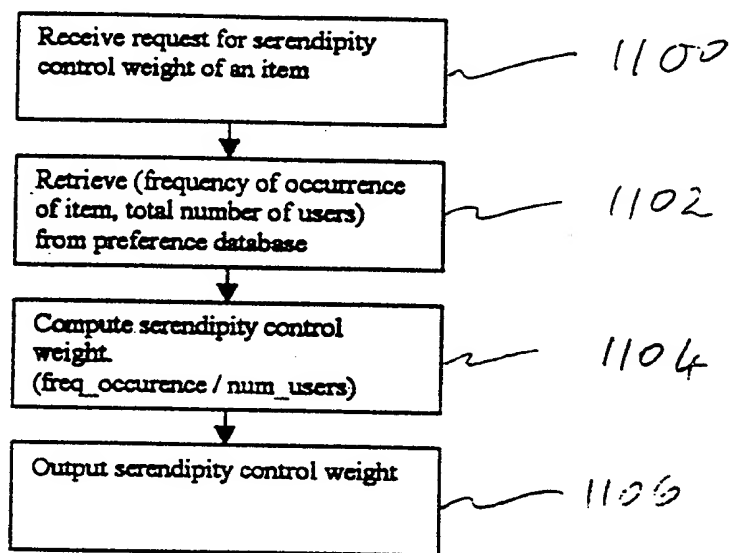 Receive request for serendipity
control weight of an item
1100
Retrieve (frequency of occurrence
of item, total number of users)
from preference database
1102
Compute serendipity control
weight.
(freq_occurence / num_users)
1104
Output serendipity control weight
1106